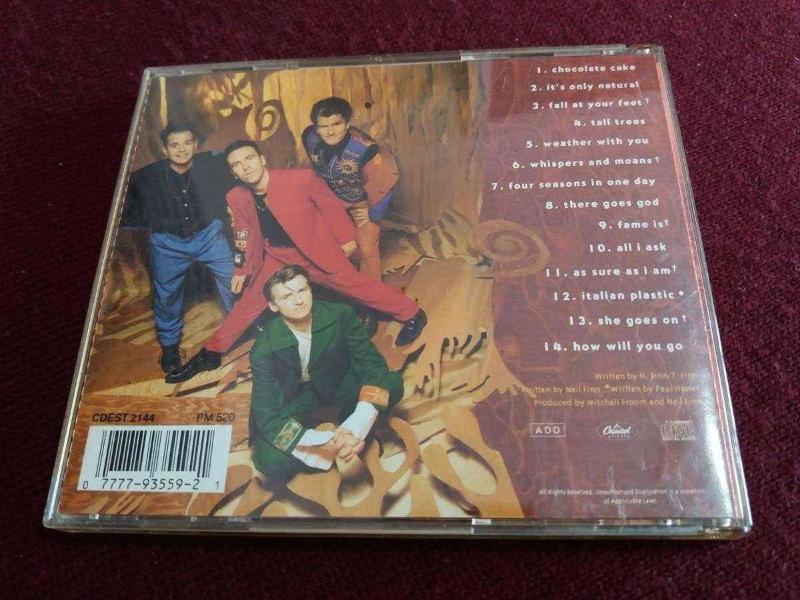 1. chocolate cake
2. it's only natural
3. fall at your feet†
4. tall trees
5. weather with you
6. whispers and moans†
7. four seasons in one day
8. there goes god
9. fame is†
10. all i ask
11. as sure as i am†
12. italian plastic *
13. she goes on†
14. how will you go
Written by N. Finn/T. Finn
Written by Neil Finn *Written by Paul Hester
Produced by Mitchell Froom and Neil Finn
CDEST 2144 PM 520
0 7777-93559-2 1
ADD
Capitol
All Rights Reserved. Unauthorized Duplication is a violation
of Applicable Laws.